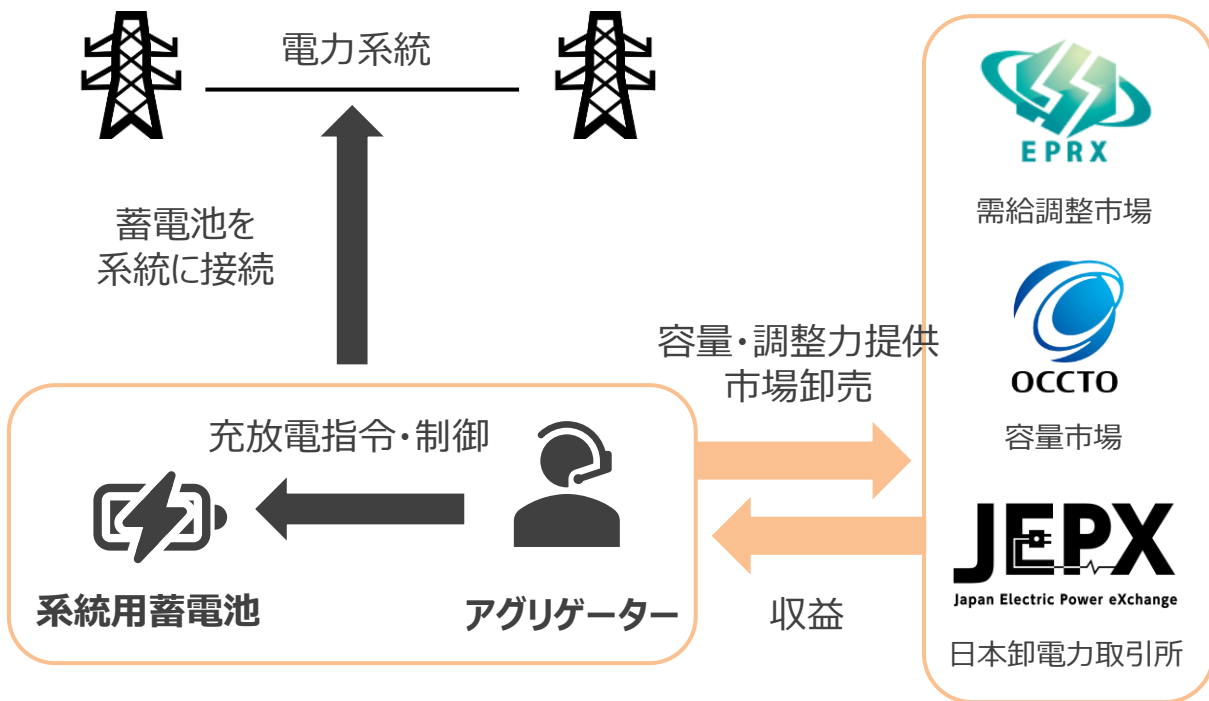 電力系統
蓄電池を
系統に接続
充放電指令・制御
系統用蓄電池
アグリゲーター
容量・調整力提供
市場卸売
収益
EPRX
需給調整市場
OCCTO
容量市場
JEPX
Japan Electric Power eXchange
日本卸電力取引所